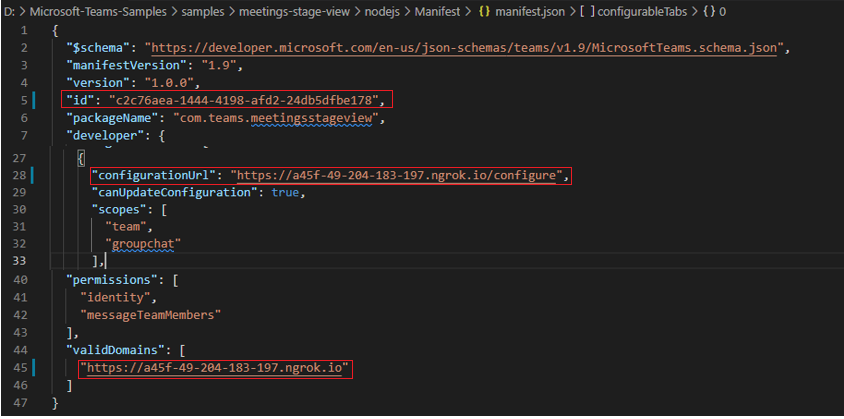 D: > Microsoft-Teams-Samples > samples > meetings-stage-view > nodejs > Manifest > {} manifest.json > [ ] configurableTabs > {} 0
1 {
2 "$schema": "https://developer.microsoft.com/en-us/json-schemas/teams/v1.9/MicrosoftTeams.schema.json",
3 "manifestVersion": "1.9",
4 "version": "1.0.0",
5 "id": "c2c76aea-1444-4198-afd2-24db5dfbe178",
6 "packageName": "com.teams.meetingsstageview",
7 "developer": {
27 {
28 "configurationUrl": "https://a45f-49-204-183-197.ngrok.io/configure",
29 "canUpdateConfiguration": true,
30 "scopes": [
31 "team",
32 "groupchat"
33 ],
40 "permissions": [
41 "identity",
42 "messageTeamMembers"
43 ],
44 "validDomains": [
45 "https://a45f-49-204-183-197.ngrok.io"
46 ]
47 }